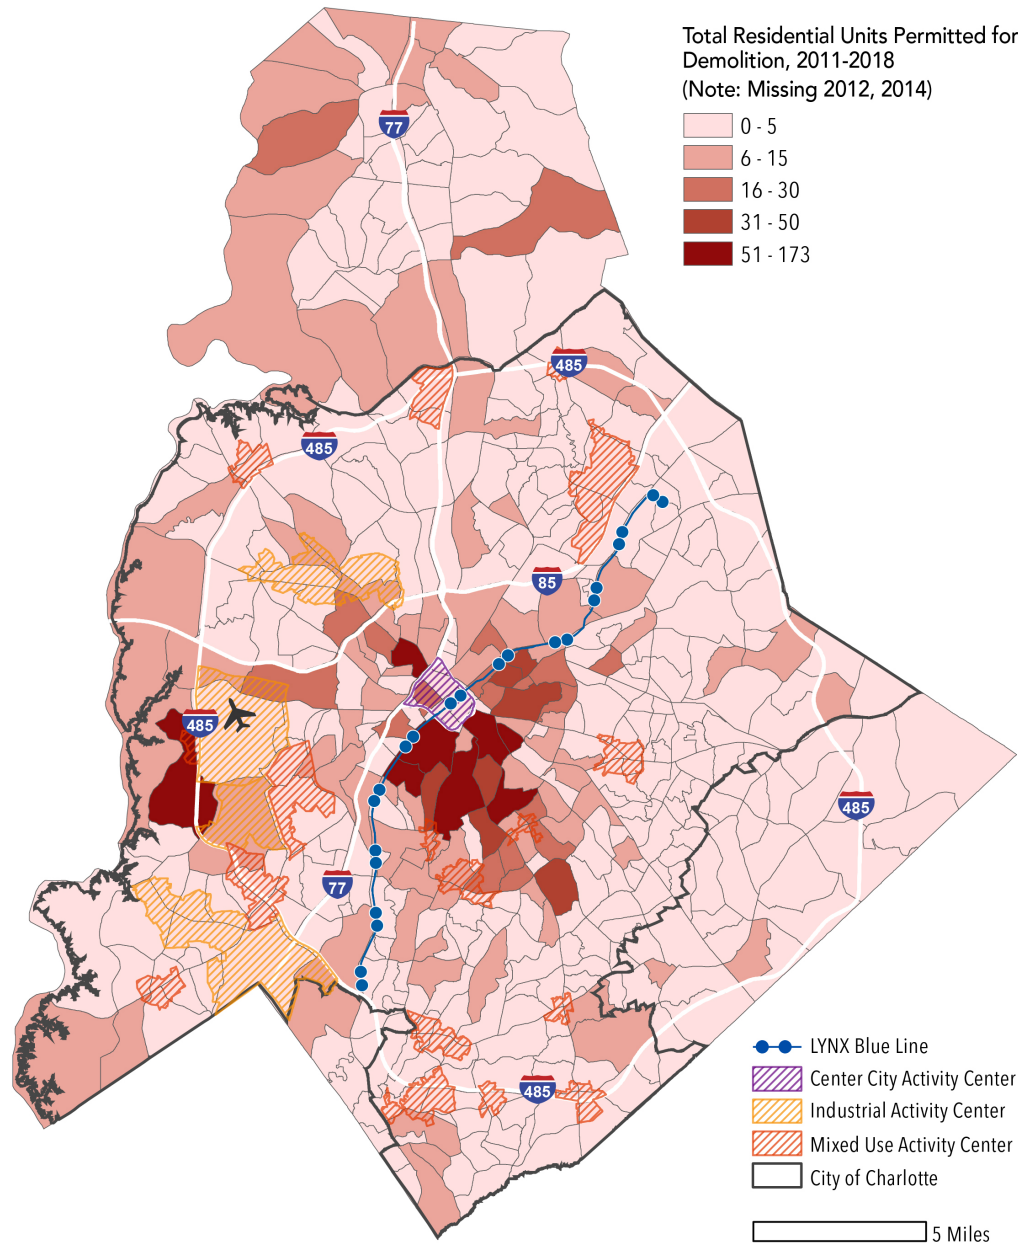 Total Residential Units Permitted for
Demolition, 2011-2018
(Note: Missing 2012, 2014)
0 - 5
6 - 15
16 - 30
31 - 50
51 - 173
77
485
485
85
485
485
77
485
LYNX Blue Line
Center City Activity Center
Industrial Activity Center
Mixed Use Activity Center
City of Charlotte
5 Miles